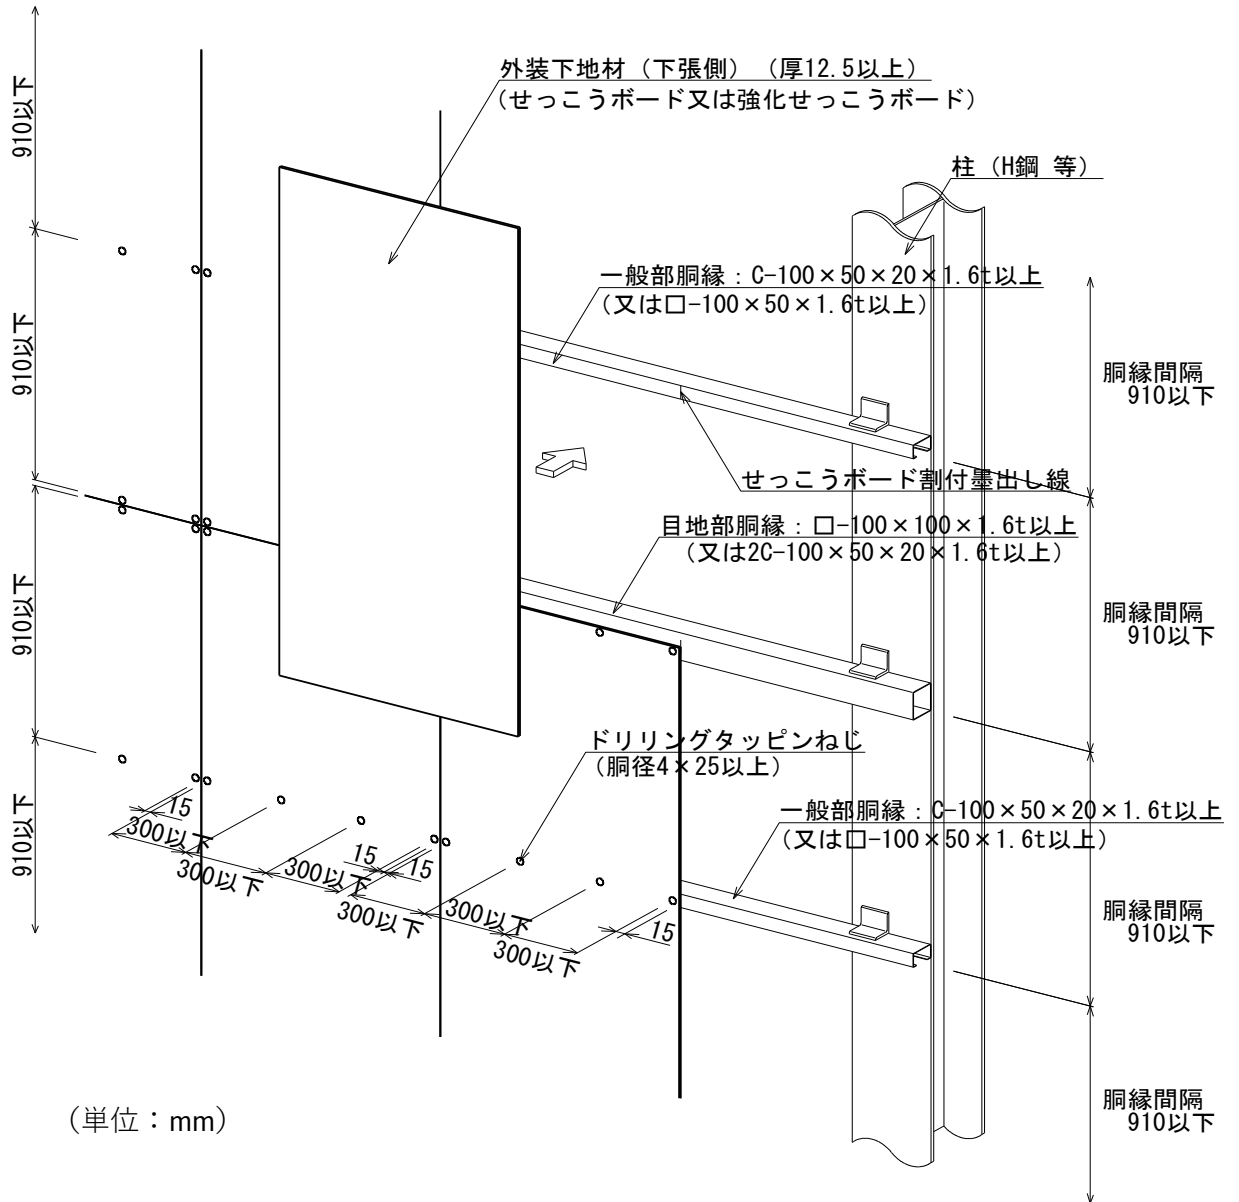 910以下
外装下地材（下張側）（厚12.5以上）
（せっこうボード又は強化せっこうボード）
柱（H鋼 等）
一般部胴縁：C-100×50×20×1.6t以上
（又は□-100×50×1.6t以上）
910以下
胴縁間隔
910以下
せっこうボード割付墨出し線
目地部胴縁：□-100×100×1.6t以上
（又は2C-100×50×20×1.6t以上）
910以下
胴縁間隔
910以下
ドリリングタッピンねじ
（胴径4×25以上）
910以下
15
300以下
300以下
300以下
15
15
300以下
300以下
300以下
15
一般部胴縁：C-100×50×20×1.6t以上
（又は□-100×50×1.6t以上）
胴縁間隔
910以下
胴縁間隔
910以下
（単位：mm）